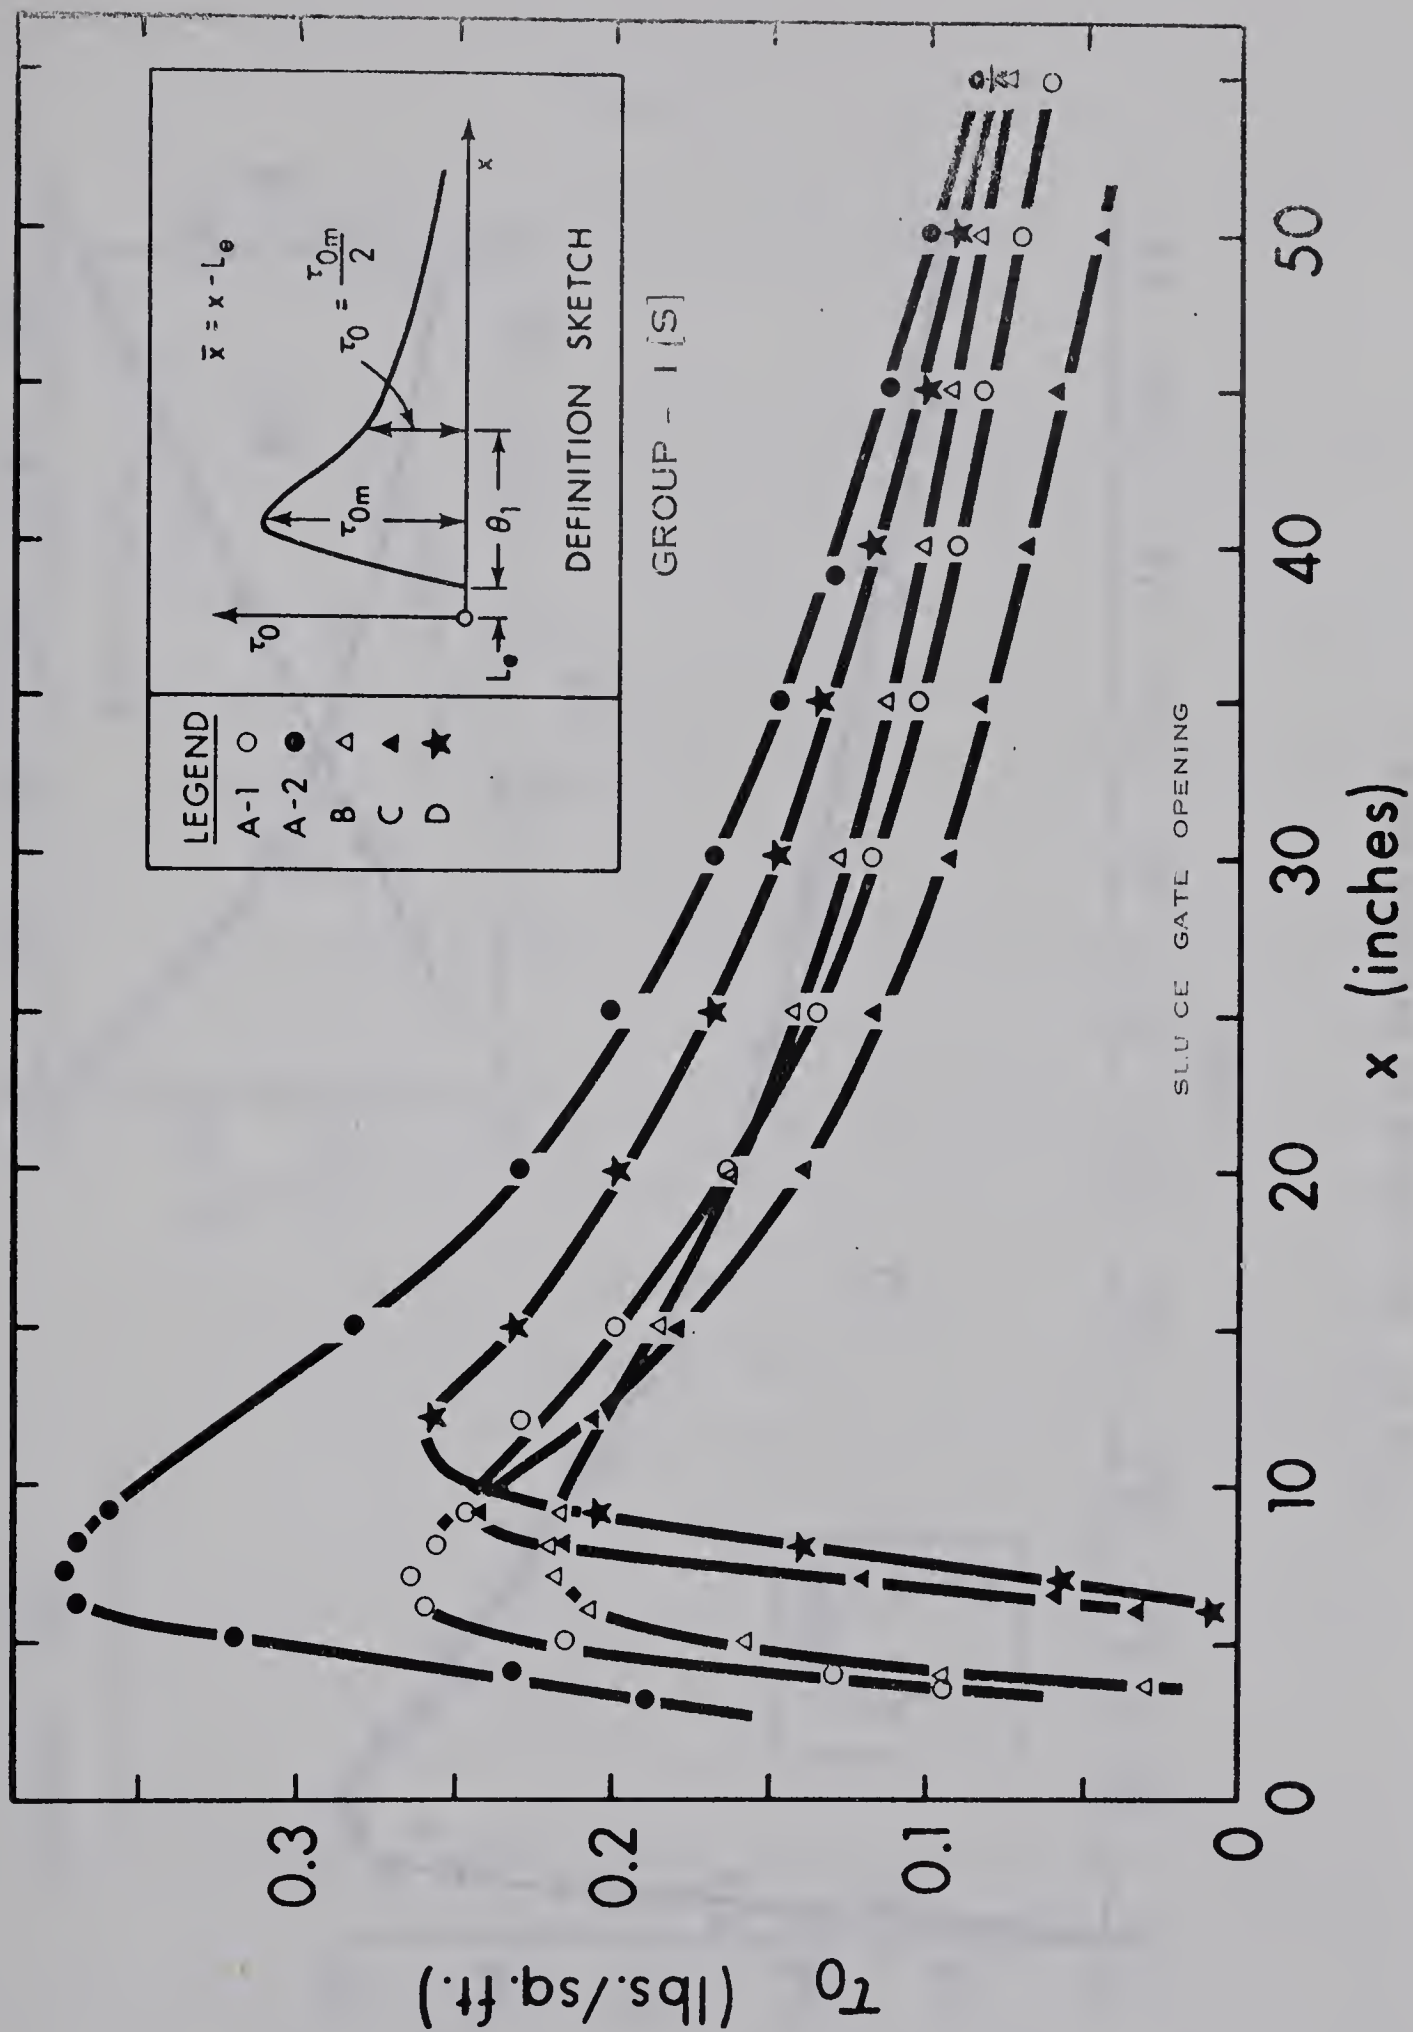 LEGEND
A-1 ○
A-2 ●
B △
C ▲
D ★
τ₀
x̄ = x - Lₑ
τ₀ = τ₀m / 2
τ₀m
x
Lₑ
θ₁
DEFINITION SKETCH
GROUP - 1 [S]
SLUICE GATE OPENING
τ₀
(lbs./sq.ft.)
0.3
0.2
0.1
0
0 10 20 30 40 50
x (inches)